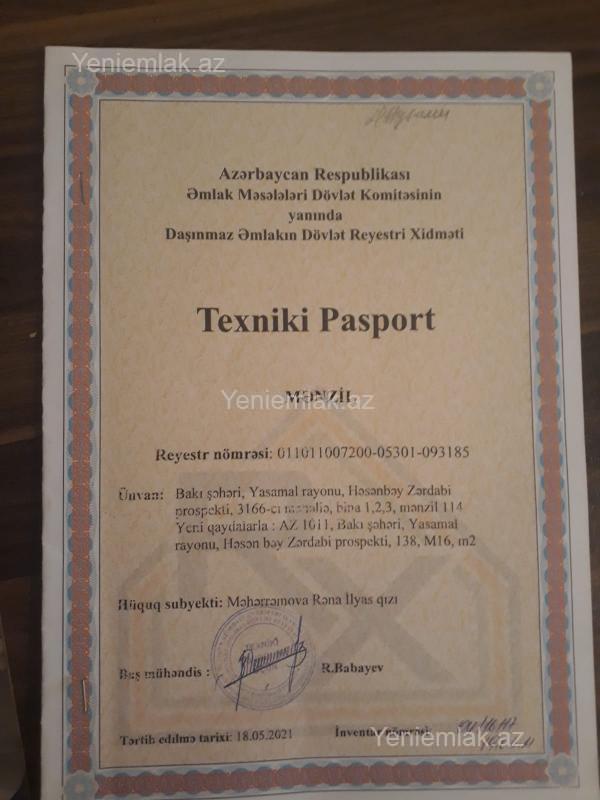 Yeniemlak.az
Azərbaycan Respublikası
Əmlak Məsələləri Dövlət Komitəsinin
yanında
Daşınmaz Əmlakın Dövlət Reyestri Xidməti
Texniki Pasport
MƏNZİL
Yeniemlak.az
Reyestr nömrəsi: 011011007200-05301-093185
Ünvan: Bakı şəhəri, Yasamal rayonu, Həsənbəy Zərdabi
prospekti, 3166-cı məhəllə, bina 1,2,3, mənzil 114
Yeni qaydalarla : AZ 1011, Bakı şəhəri, Yasamal
rayonu, Həsən bəy Zərdabi prospekti, 138, M16, m2
Hüquq subyekti: Məhərrəmova Rəna İlyas qızı
Baş mühəndis : R.Babayev
Tərtib edilmə tarixi: 18.05.2021 İnventar nömrəsi:
Yeniemlak.az